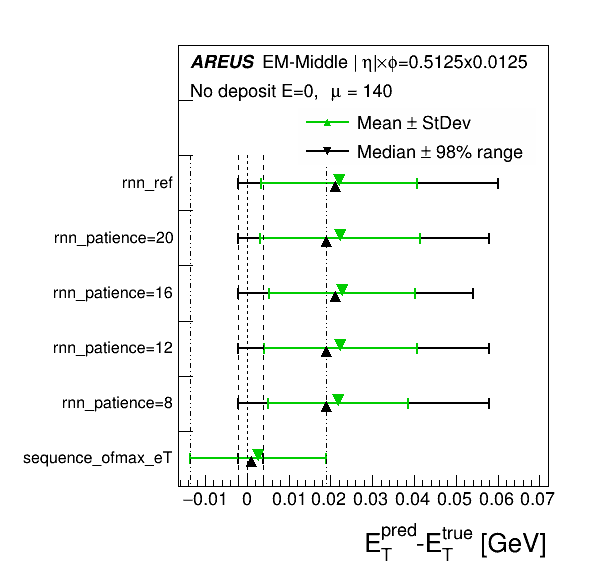 AREUS EM-Middle | η|×ϕ=0.5125x0.0125
No deposit E=0, μ = 140
Mean ± StDev
Median ± 98% range
rnn_ref
rnn_patience=20
rnn_patience=16
rnn_patience=12
rnn_patience=8
sequence_ofmax_eT
−0.01 0 0.01 0.02 0.03 0.04 0.05 0.06 0.07
E_T^pred-E_T^true [GeV]